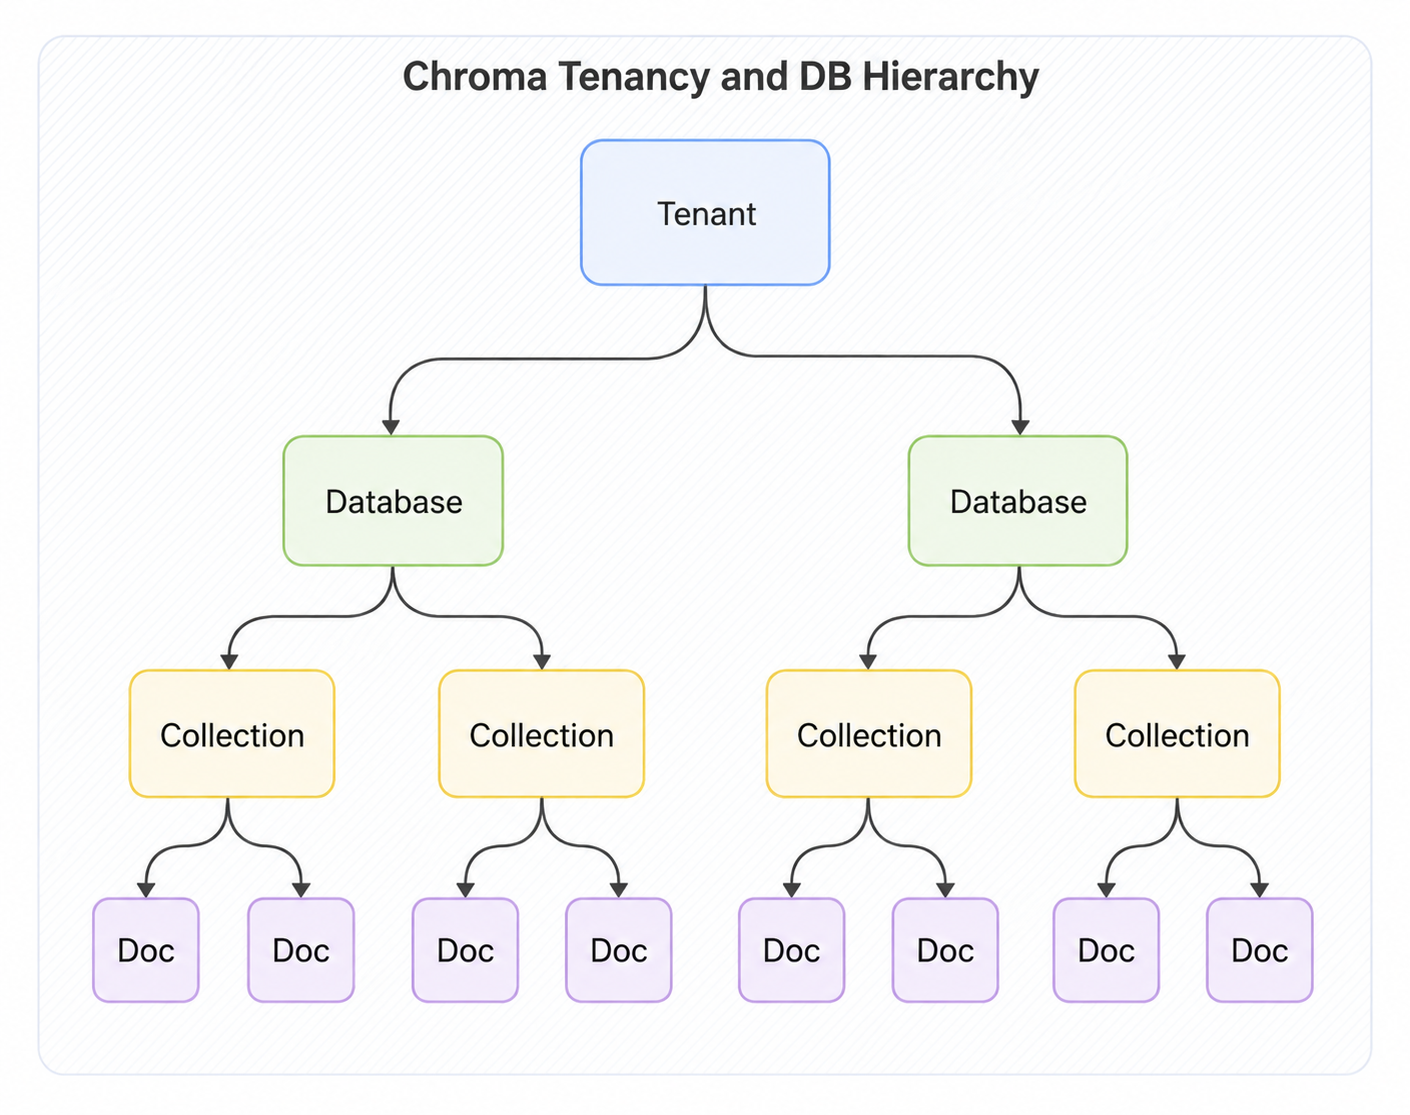 Chroma Tenancy and DB Hierarchy
Tenant
Database
Database
Collection
Collection
Collection
Collection
Doc
Doc
Doc
Doc
Doc
Doc
Doc
Doc